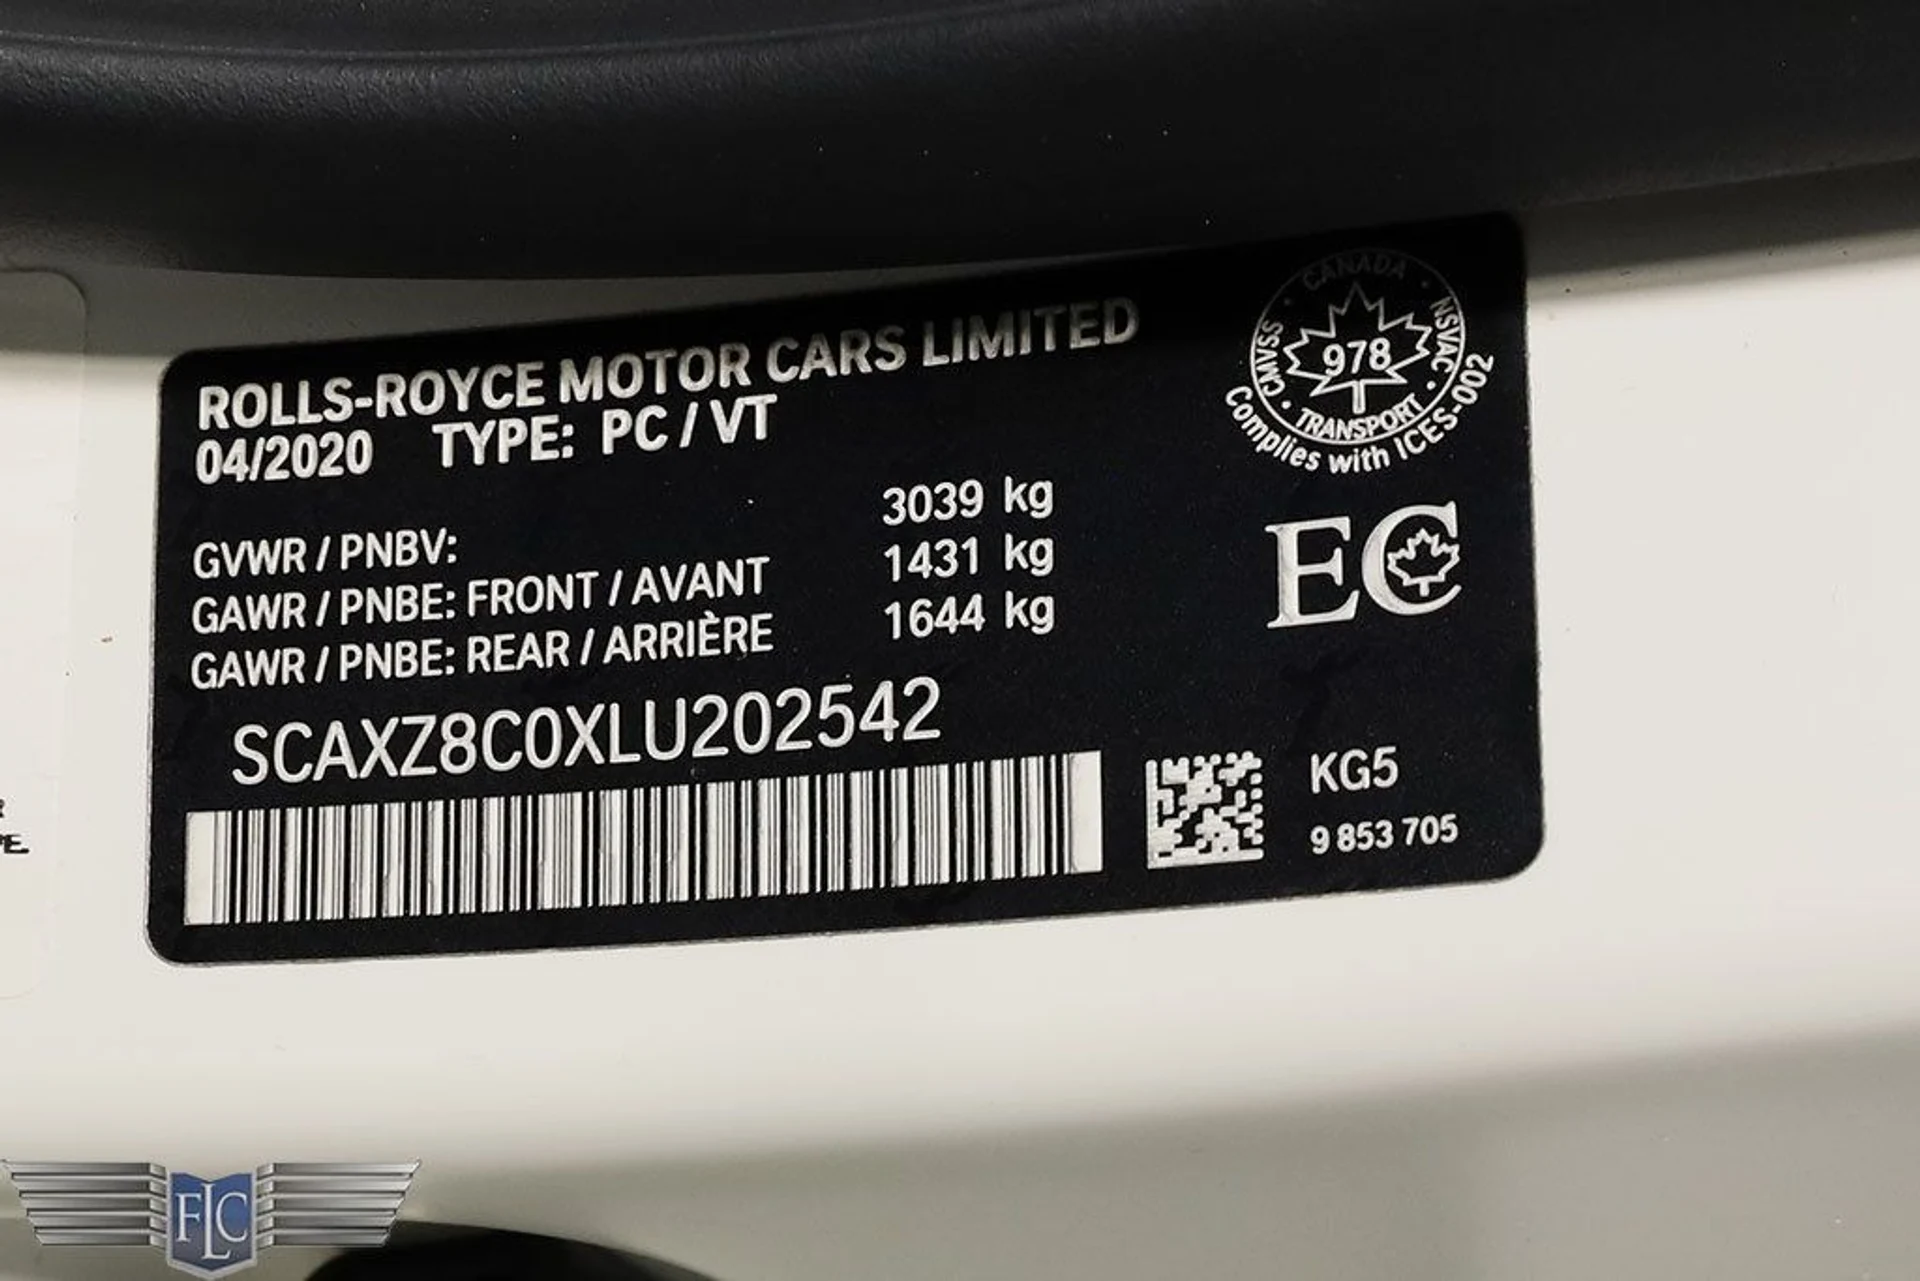 ROLLS-ROYCE MOTOR CARS LIMITED
04/2020 TYPE: PC / VT
GVWR / PNBV: 3039 kg
GAWR / PNBE: FRONT / AVANT 1431 kg
GAWR / PNBE: REAR / ARRIÈRE 1644 kg
SCAXZ8C0XLU202542
CANADA
CMVSS
NSVAC
978
TRANSPORT
Complies with ICES-002
EC
KG5
9 853 705
FLC